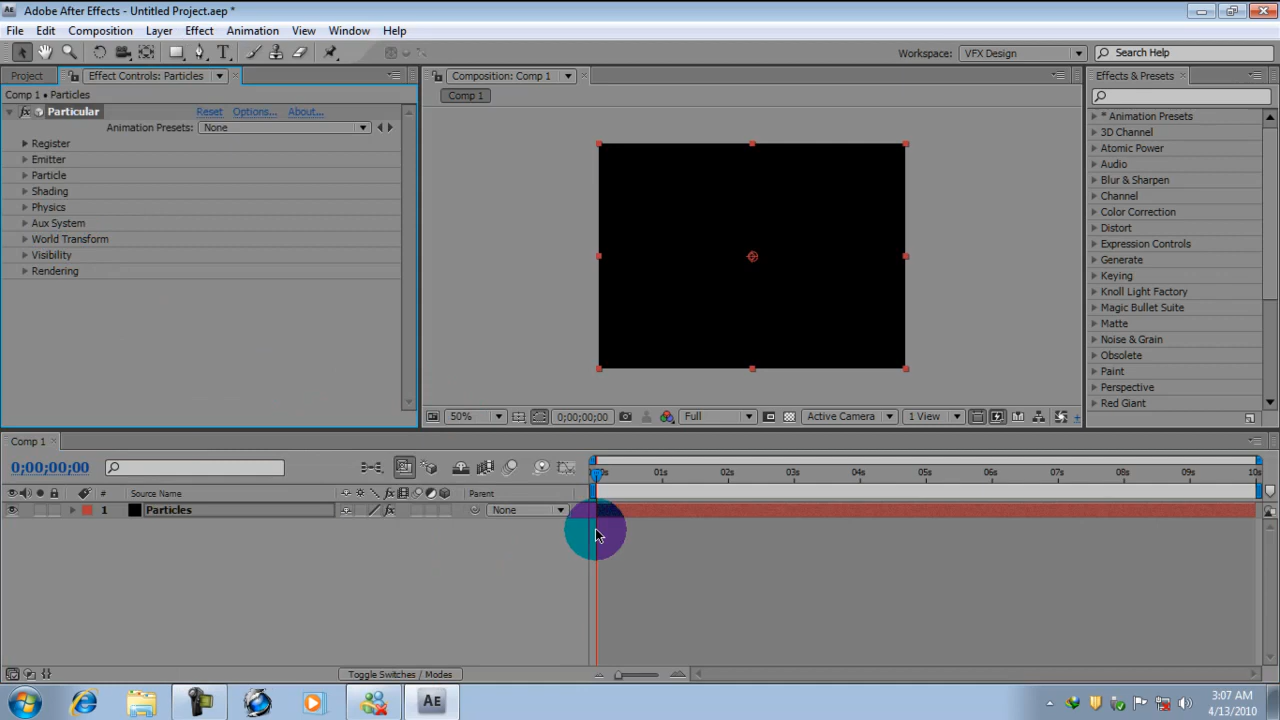 Adobe After Effects - Untitled Project.aep *
File Edit Composition Layer Effect Animation View Window Help
Workspace: VFX Design Search Help
Project Effect Controls: Particles Composition: Comp 1 Effects & Presets
Comp 1 • Particles Comp 1
Particular Reset Options... About...
Animation Presets: None
Register
Emitter
Particle
Shading
Physics
Aux System
World Transform
Visibility
Rendering
* Animation Presets
3D Channel
Atomic Power
Audio
Blur & Sharpen
Channel
Color Correction
Distort
Expression Controls
Generate
Keying
Knoll Light Factory
Magic Bullet Suite
Matte
Noise & Grain
Obsolete
Paint
Perspective
Red Giant
50% 0;00;00;00 Full Active Camera 1 View
Comp 1
0;00;00;00 01s 02s 03s 04s 05s 06s 07s 08s 09s 10s
# Source Name Parent
1 Particles None
Toggle Switches / Modes
3:07 AM
4/13/2010